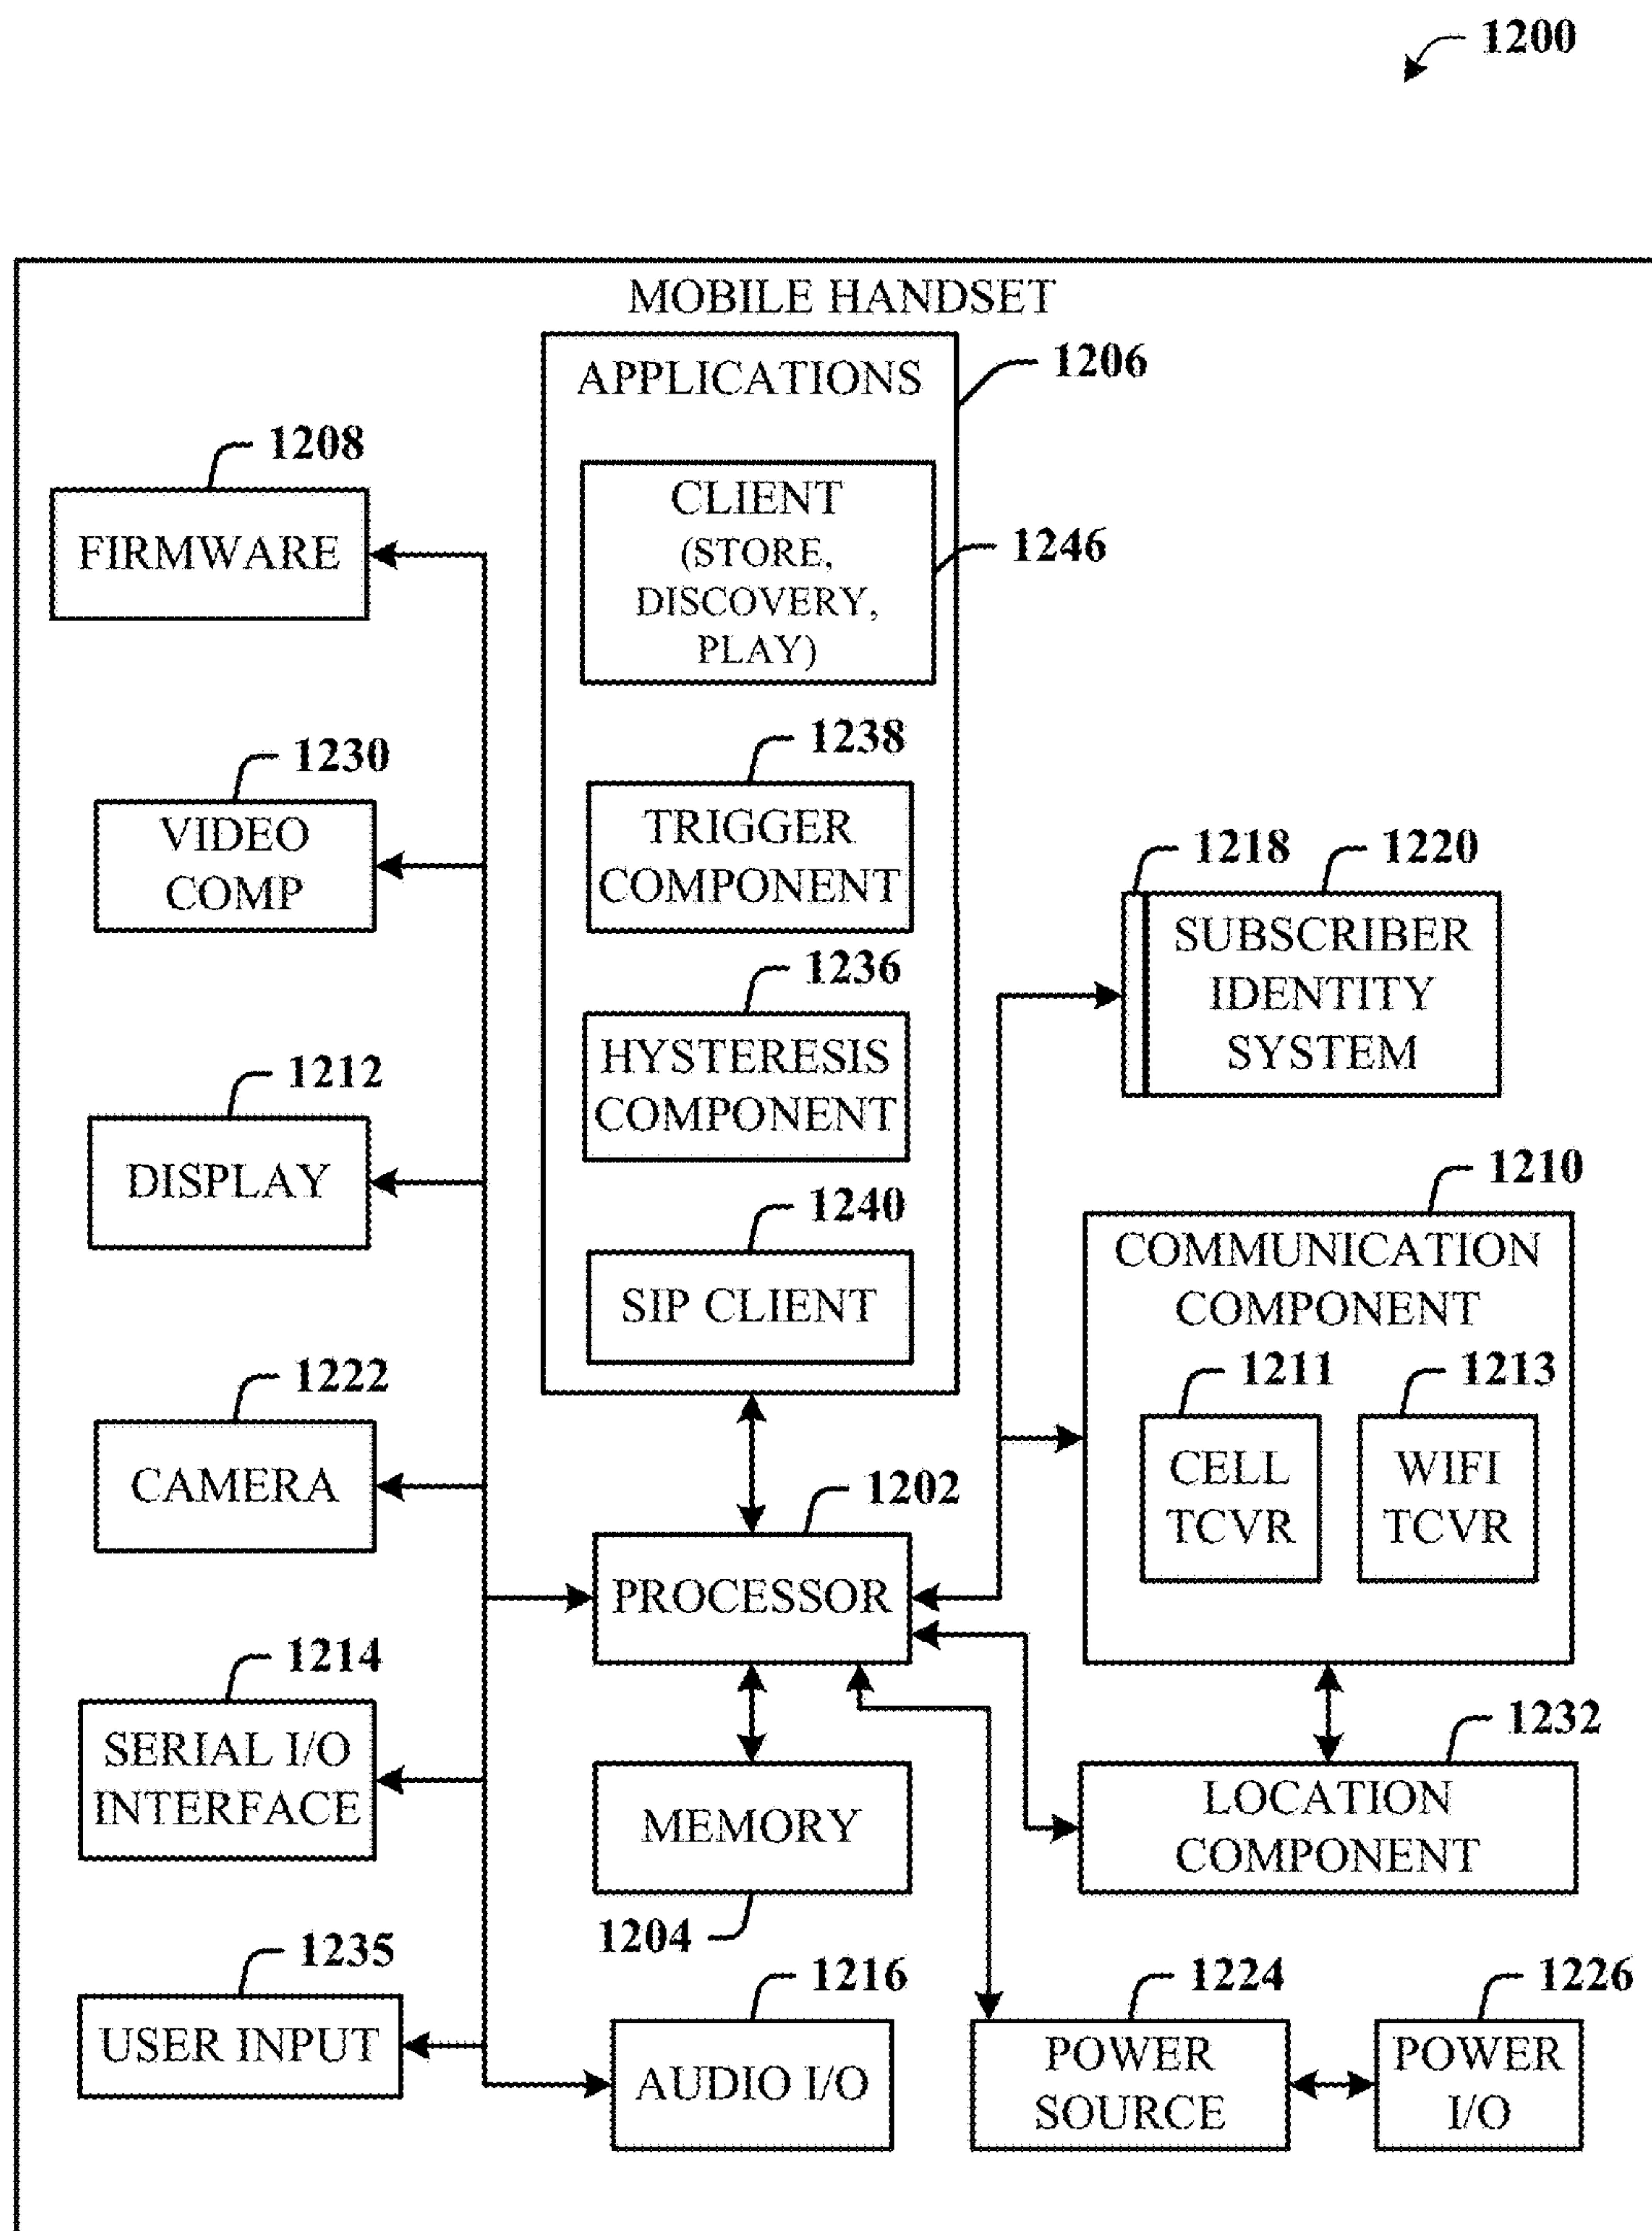 1200
MOBILE HANDSET
APPLICATIONS
1206
1208
FIRMWARE
CLIENT
(STORE,
DISCOVERY,
PLAY)
1246
1230
VIDEO
COMP
1238
TRIGGER
COMPONENT
1218
1220
SUBSCRIBER
IDENTITY
SYSTEM
1236
HYSTERESIS
COMPONENT
1212
DISPLAY
1240
SIP CLIENT
1210
COMMUNICATION
COMPONENT
1211
CELL
TCVR
1213
WIFI
TCVR
1222
CAMERA
1202
PROCESSOR
1214
SERIAL I/O
INTERFACE
MEMORY
1204
1232
LOCATION
COMPONENT
1235
USER INPUT
1216
AUDIO I/O
1224
POWER
SOURCE
1226
POWER
I/O